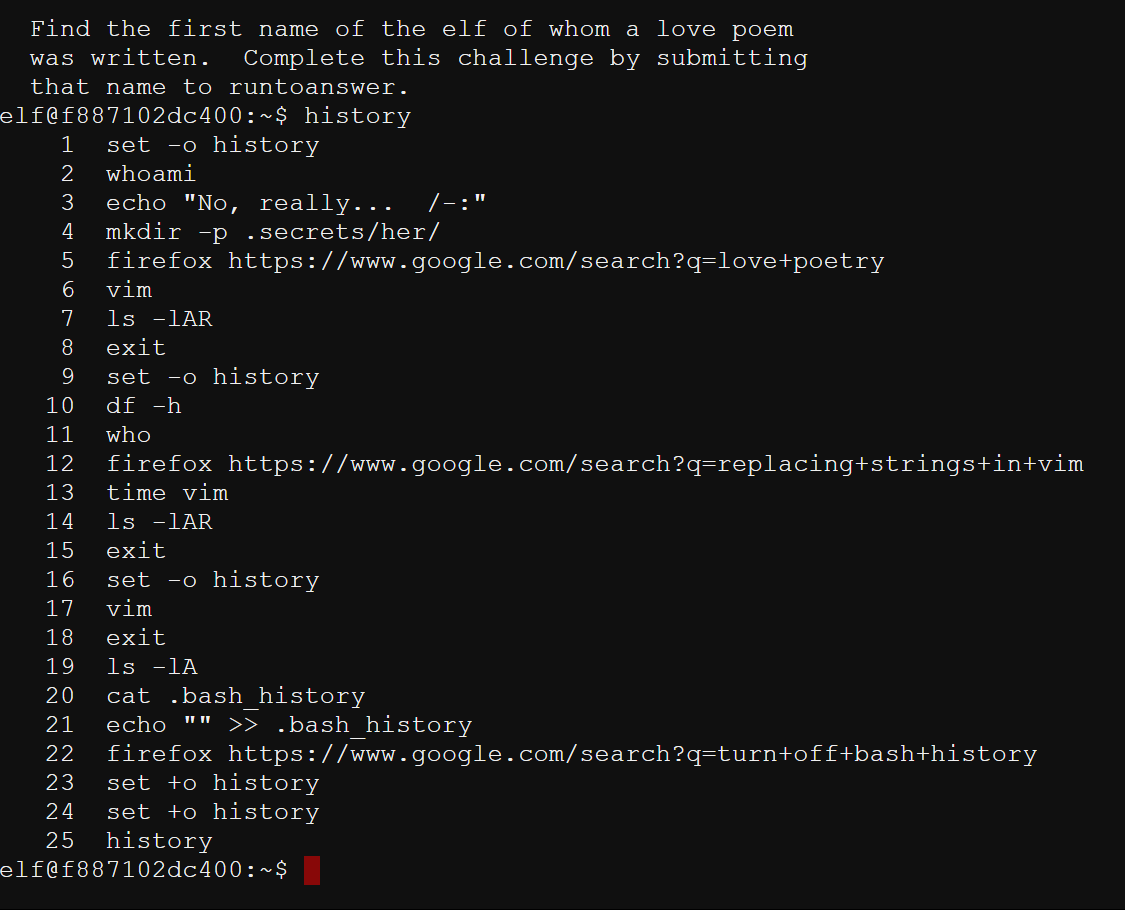 Find the first name of the elf of whom a love poem
was written.  Complete this challenge by submitting
that name to runtoanswer.
elf@f887102dc400:~$ history
1  set -o history
2  whoami
3  echo "No, really...  /-:"
4  mkdir -p .secrets/her/
5  firefox https://www.google.com/search?q=love+poetry
6  vim
7  ls -lAR
8  exit
9  set -o history
10  df -h
11  who
12  firefox https://www.google.com/search?q=replacing+strings+in+vim
13  time vim
14  ls -lAR
15  exit
16  set -o history
17  vim
18  exit
19  ls -lA
20  cat .bash_history
21  echo "" >> .bash_history
22  firefox https://www.google.com/search?q=turn+off+bash+history
23  set +o history
24  set +o history
25  history
elf@f887102dc400:~$